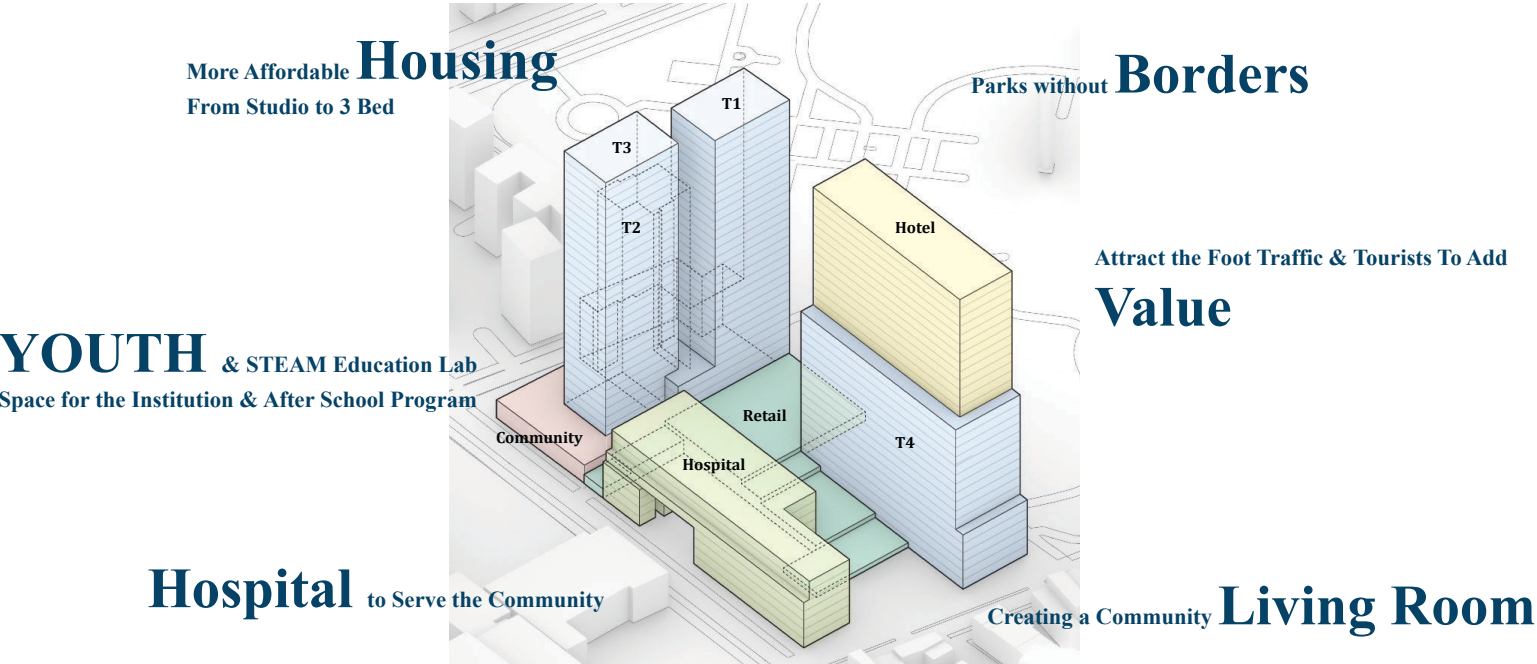 More Affordable Housing
From Studio to 3 Bed
Parks without Borders
T1
T3
T2
Hotel
Attract the Foot Traffic & Tourists To Add
Value
YOUTH & STEAM Education Lab
Space for the Institution & After School Program
Retail
Community
T4
Hospital
Hospital to Serve the Community
Creating a Community Living Room